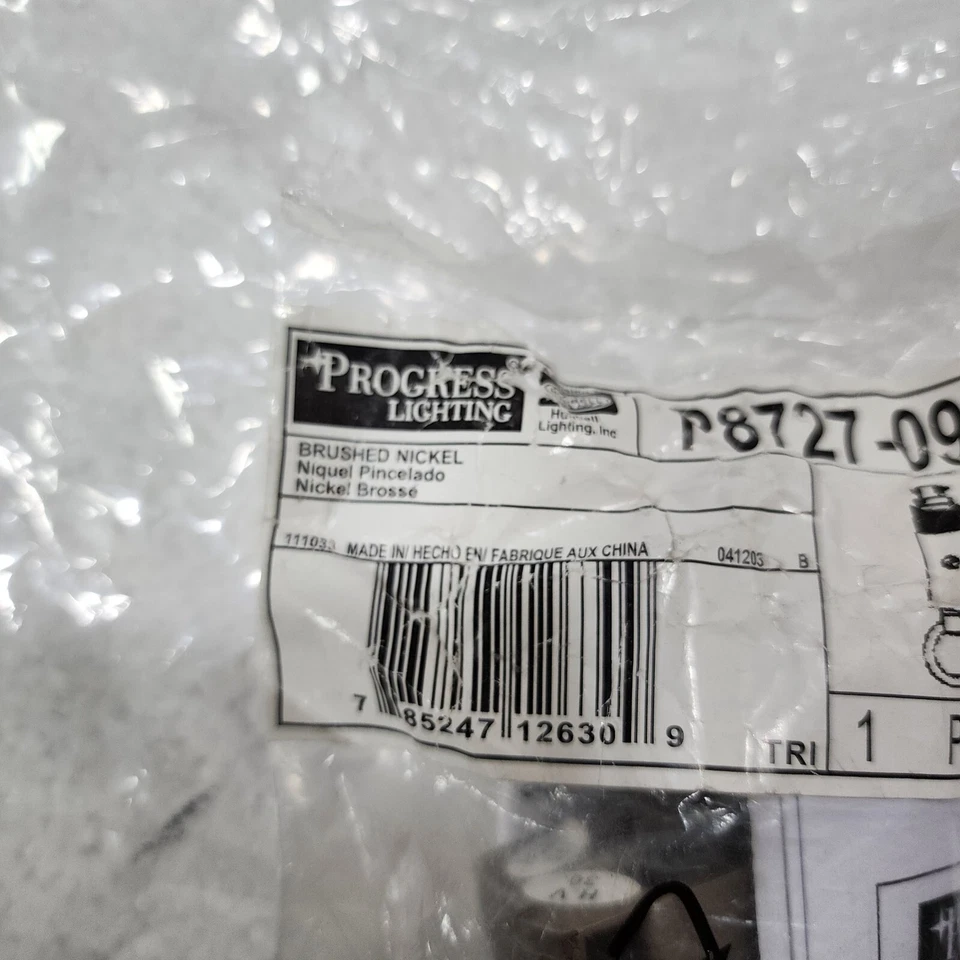 PROGRESS
LIGHTING
Lighting, Inc
P8727-09
BRUSHED NICKEL
Niquel Pincelado
Nickel Brossé
MADE IN/ HECHO EN/ FABRIQUE AUX CHINA
041203 B
7 85247 12630 9
TRI
1 P